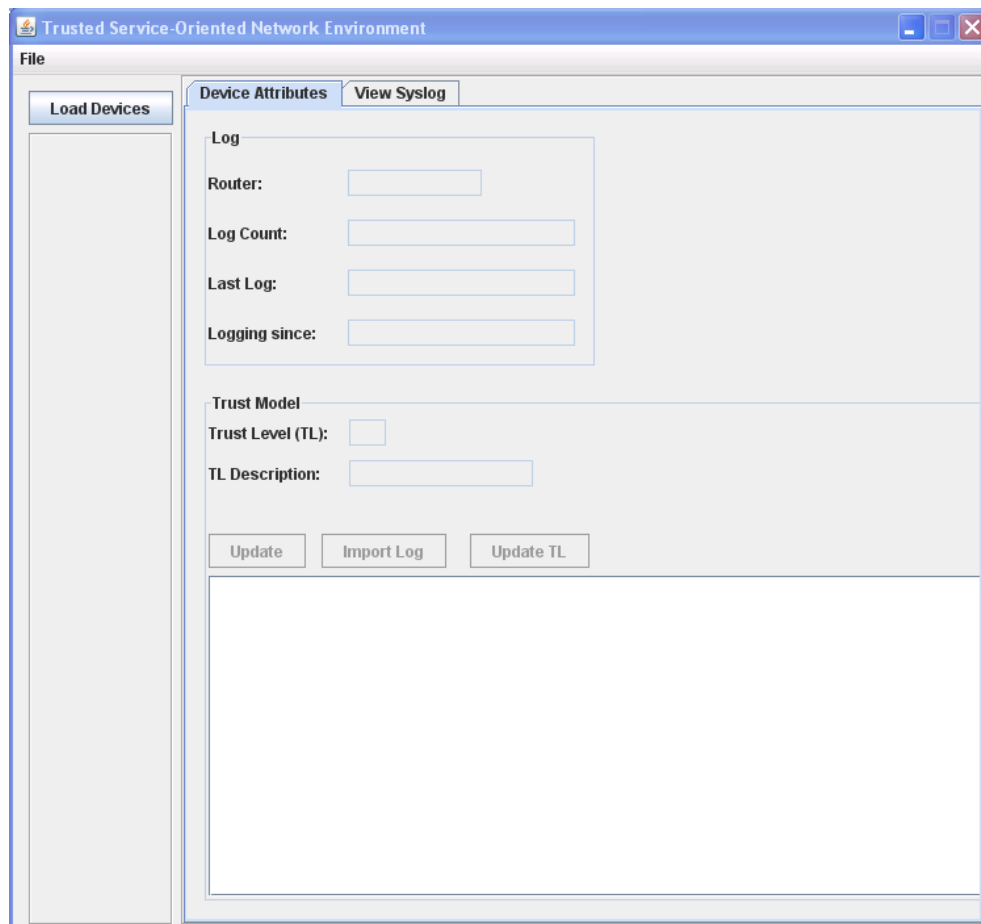 Trusted Service-Oriented Network Environment
File
Load Devices
Device Attributes View Syslog
Log
Router:
Log Count:
Last Log:
Logging since:
Trust Model
Trust Level (TL):
TL Description:
Update Import Log Update TL